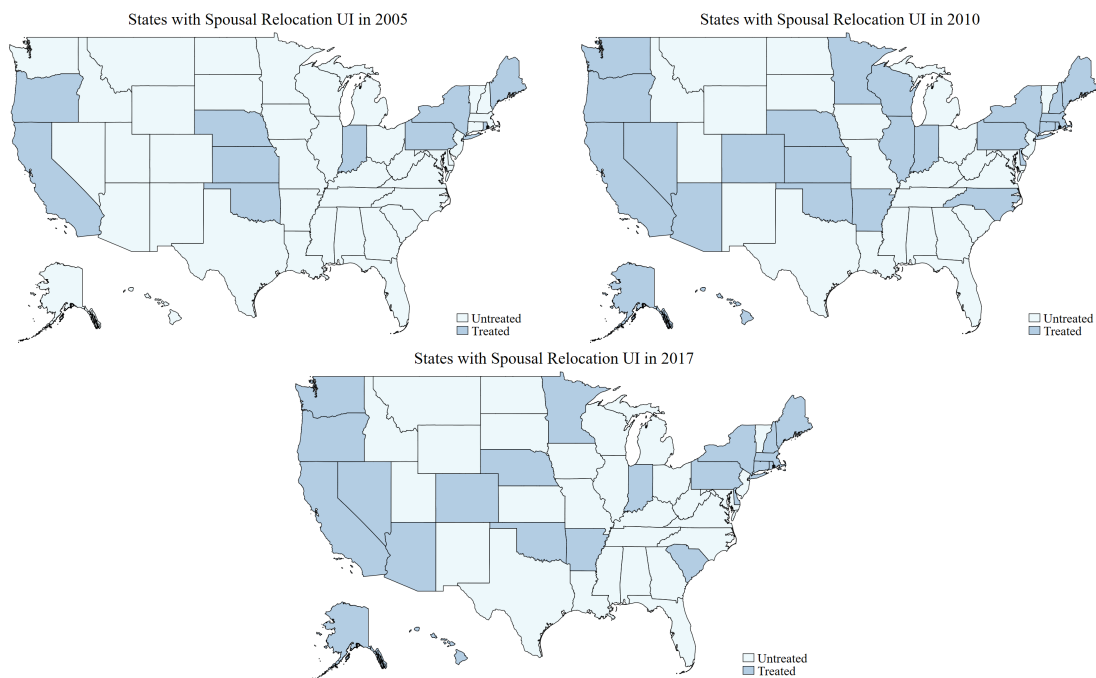 States with Spousal Relocation UI in 2005
Untreated
Treated
States with Spousal Relocation UI in 2010
Untreated
Treated
States with Spousal Relocation UI in 2017
Untreated
Treated